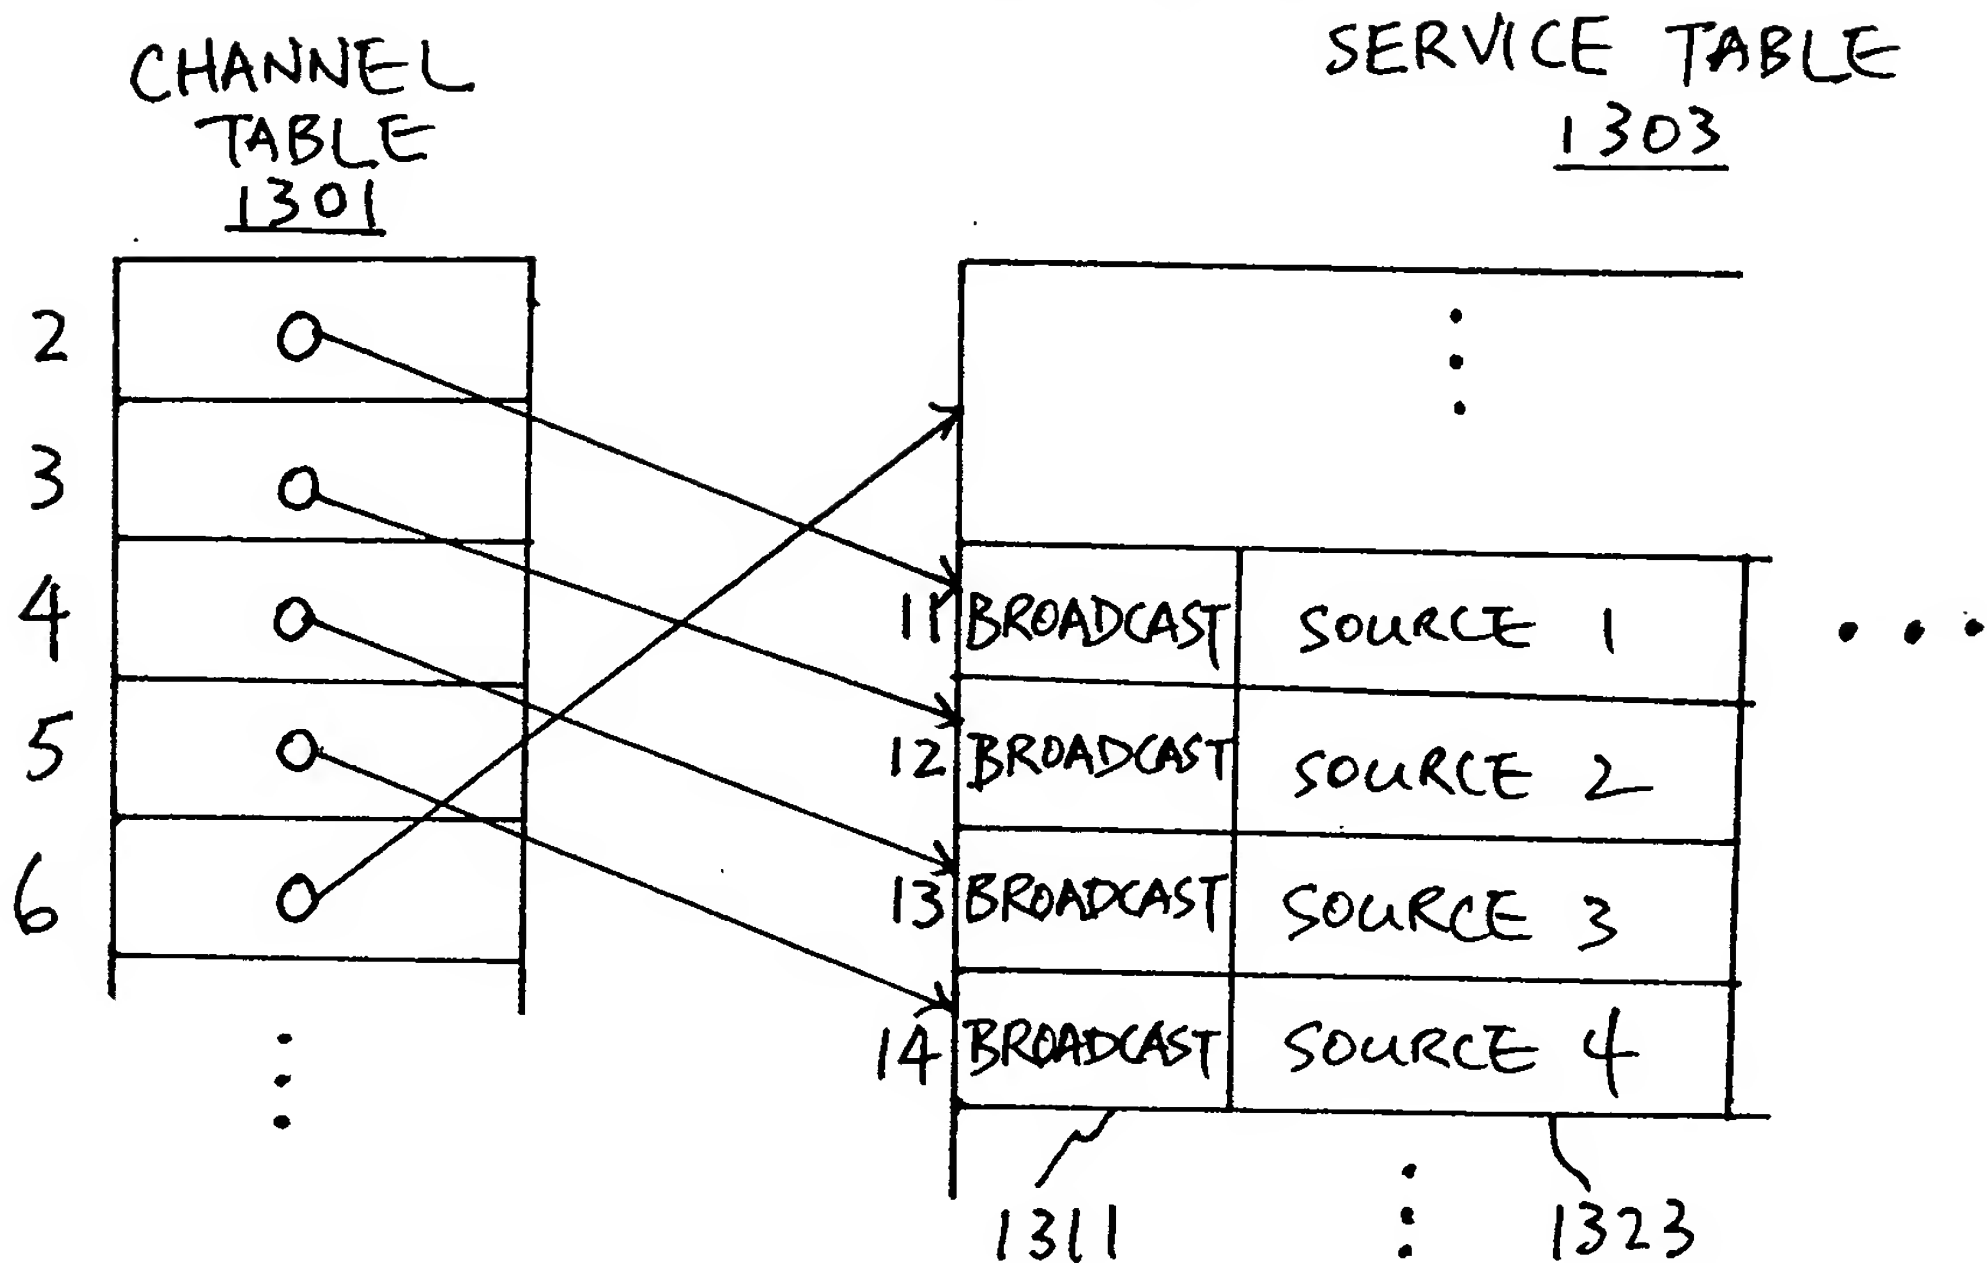 CHANNEL
TABLE
1301
2
3
4
5
6
SERVICE TABLE
1303
11 BROADCAST SOURCE 1
12 BROADCAST SOURCE 2
13 BROADCAST SOURCE 3
14 BROADCAST SOURCE 4
1311 1323